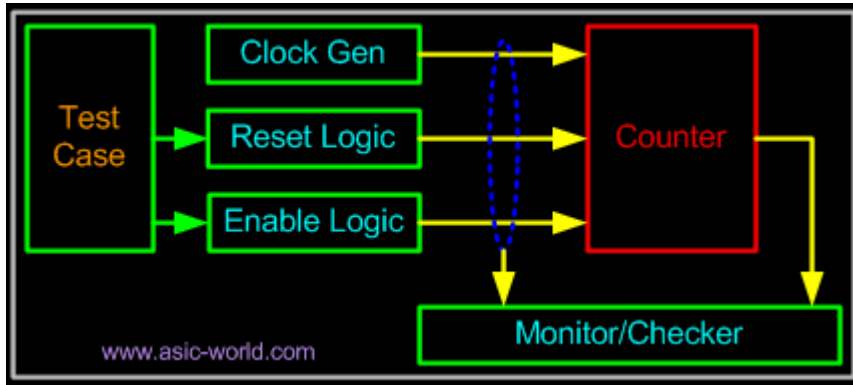 Test
Case
Clock Gen
Reset Logic
Enable Logic
Counter
Monitor/Checker
www.asic-world.com